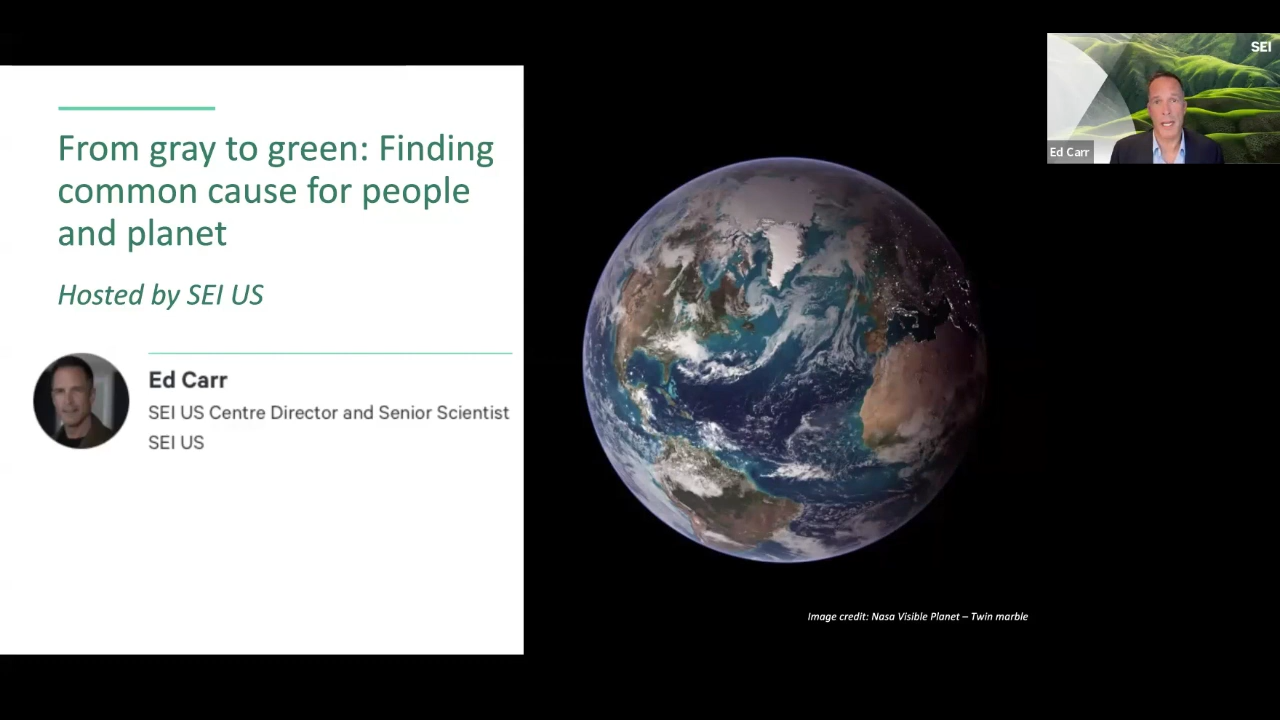 From gray to green: Finding
common cause for people
and planet
Hosted by SEI US
Ed Carr
SEI US Centre Director and Senior Scientist
SEI US
Image credit: Nasa Visible Planet – Twin marble
SEI
Ed Carr